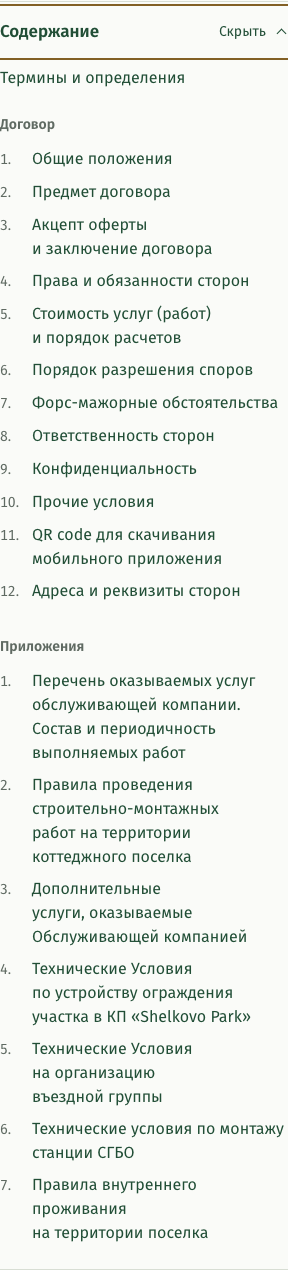 Содержание
Скрыть
Термины и определения
Договор
1. Общие положения
2. Предмет договора
3. Акцепт оферты
и заключение договора
4. Права и обязанности сторон
5. Стоимость услуг (работ)
и порядок расчетов
6. Порядок разрешения споров
7. Форс-мажорные обстоятельства
8. Ответственность сторон
9. Конфиденциальность
10. Прочие условия
11. QR code для скачивания
мобильного приложения
12. Адреса и реквизиты сторон
Приложения
1. Перечень оказываемых услуг
обслуживающей компании.
Состав и периодичность
выполняемых работ
2. Правила проведения
строительно-монтажных
работ на территории
коттеджного поселка
3. Дополнительные
услуги, оказываемые
Обслуживающей компанией
4. Технические Условия
по устройству ограждения
участка в КП «Shelkovo Park»
5. Технические Условия
на организацию
въездной группы
6. Технические условия по монтажу
станции СГБО
7. Правила внутреннего
проживания
на территории поселка